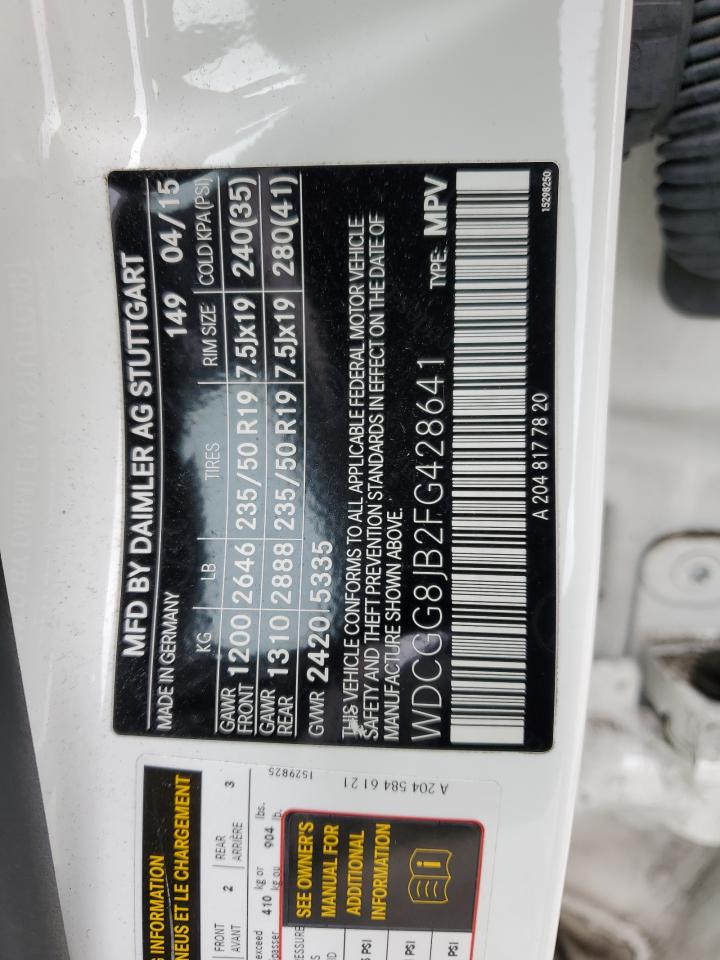 MFD BY DAIMLER AG STUTTGART
MADE IN GERMANY 149 04/15
KG LB TIRES RIM SIZE COLD KPA(PSI)
GAWR FRONT 1200 2646 235/50 R19 7.5Jx19 240(35)
GAWR REAR 1310 2888 235/50 R19 7.5Jx19 280(41)
GVWR 2420 5335
THIS VEHICLE CONFORMS TO ALL APPLICABLE FEDERAL MOTOR VEHICLE
SAFETY AND THEFT PREVENTION STANDARDS IN EFFECT ON THE DATE OF
MANUFACTURE SHOWN ABOVE.
WDCGG8JB2FG428641 TYPE: MPV
15298250
A 204 817 78 20
INFORMATION
NEUS ET LE CHARGEMENT
FRONT 2 REAR 3
AVANT ARRIÈRE
exceed 410 kg or 904 lbs.
kg ou lb.
SEE OWNER'S
MANUAL FOR
ADDITIONAL
INFORMATION
PSI
PSI
PSI
1529825
A 204 584 61 21